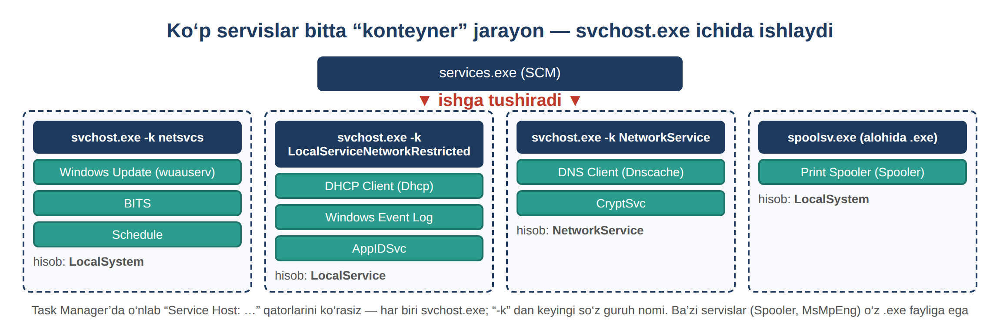 Ko‘p servislar bitta “konteyner” jarayon — svchost.exe ichida ishlaydi
services.exe (SCM)
▼ ishga tushiradi ▼
svchost.exe -k netsvcs
Windows Update (wuauserv)
BITS
Schedule
hisob: LocalSystem
svchost.exe -k
LocalServiceNetworkRestricted
DHCP Client (Dhcp)
Windows Event Log
AppIDSvc
hisob: LocalService
svchost.exe -k NetworkService
DNS Client (Dnscache)
CryptSvc
hisob: NetworkService
spoolsv.exe (alohida .exe)
Print Spooler (Spooler)
hisob: LocalSystem
Task Manager’da o‘nlab “Service Host: …” qatorlarini ko‘rasiz — har biri svchost.exe; “-k” dan keyingi so‘z guruh nomi. Ba’zi servislar (Spooler, MsMpEng) o‘z .exe fayliga ega